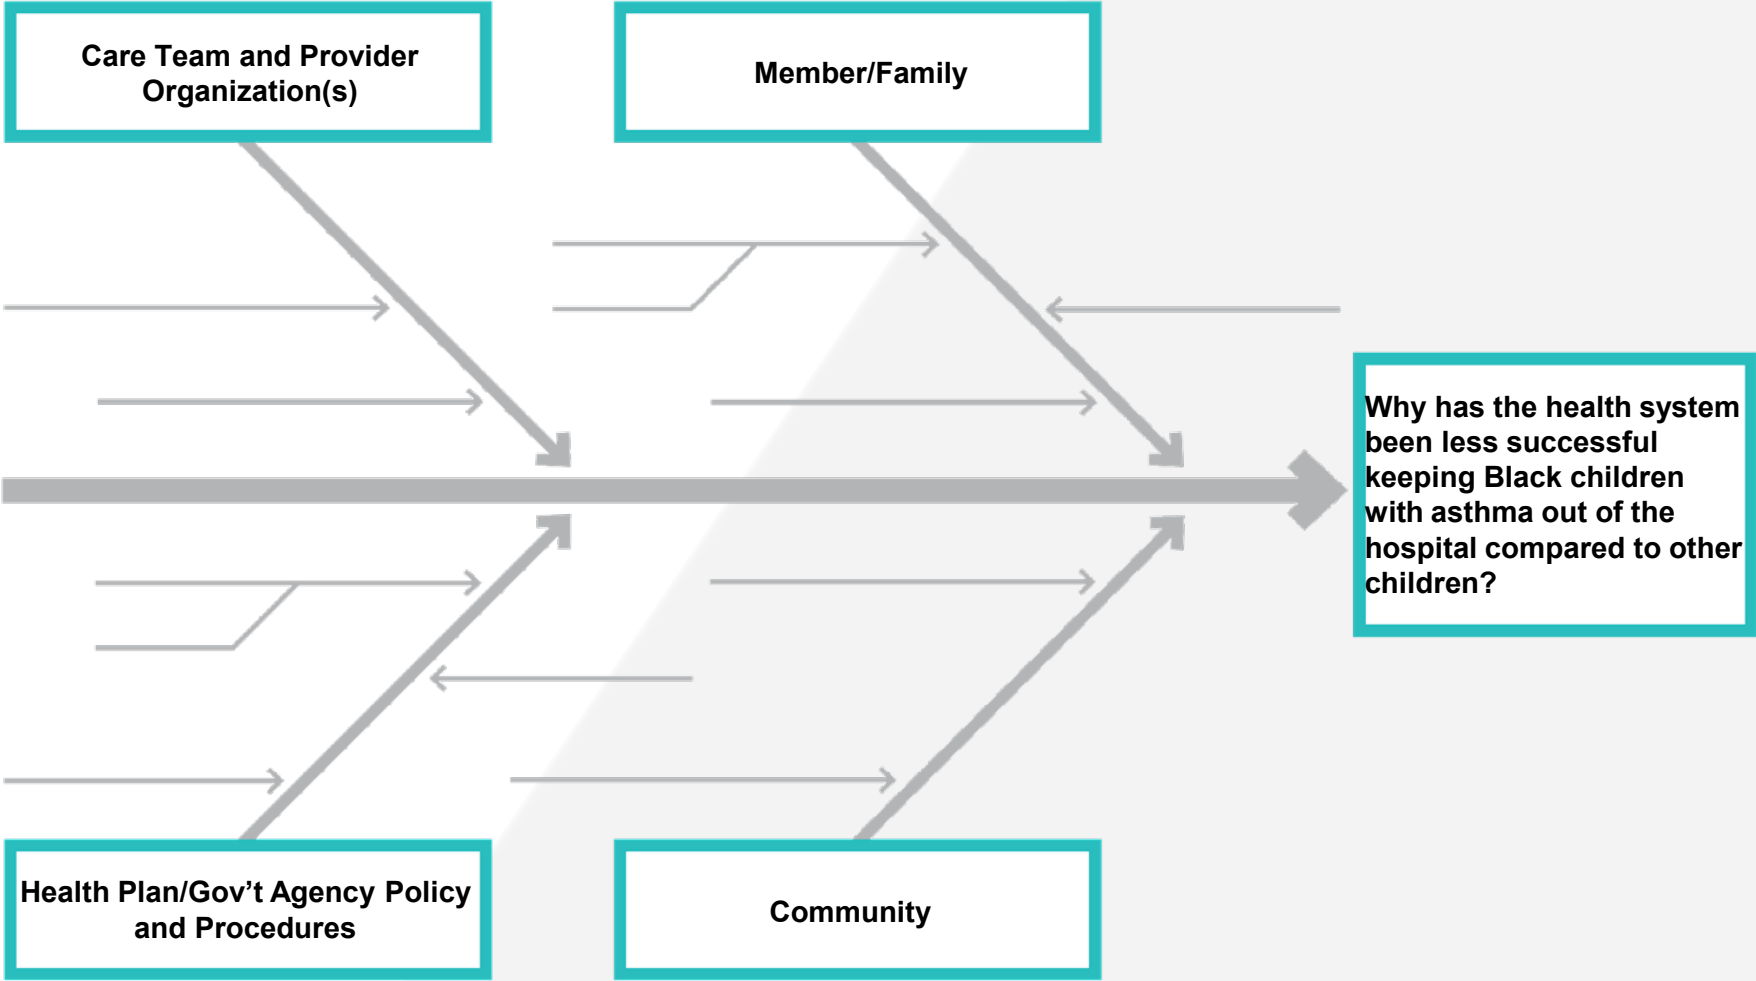 Care Team and Provider
Organization(s)
Member/Family
Why has the health system
been less successful
keeping Black children
with asthma out of the
hospital compared to other
children?
Health Plan/Gov’t Agency Policy
and Procedures
Community